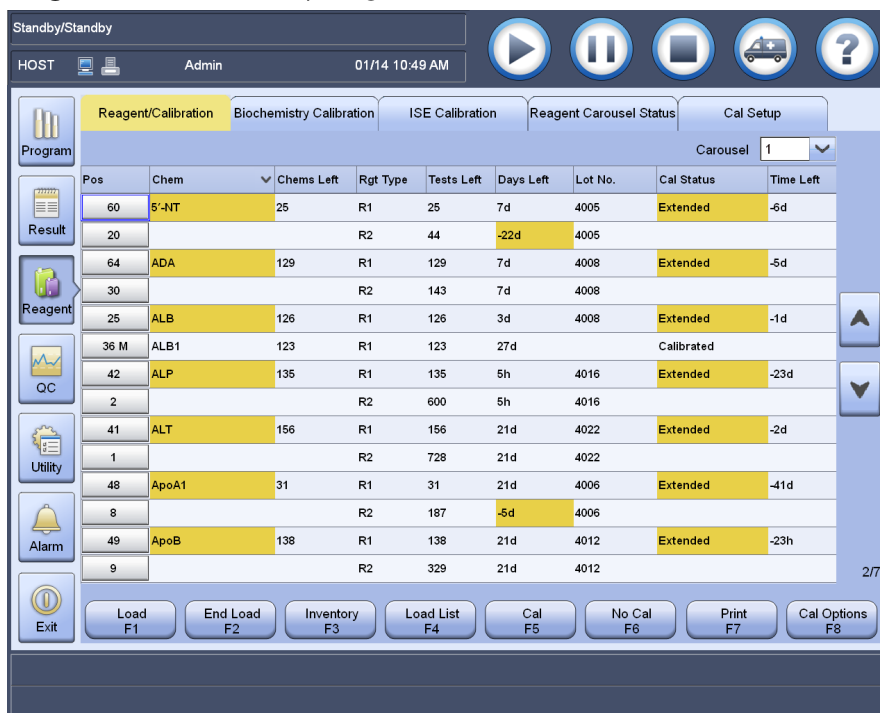 Standby/Standby
HOST Admin 01/14 10:49 AM
?
Program
Result
Reagent
QC
Utility
Alarm
Exit
Reagent/Calibration Biochemistry Calibration ISE Calibration Reagent Carousel Status Cal Setup
Carousel 1
Pos Chem Chems Left Rgt Type Tests Left Days Left Lot No. Cal Status Time Left
60 5'-NT 25 R1 25 7d 4005 Extended -6d
20 R2 44 -22d 4005
64 ADA 129 R1 129 7d 4008 Extended -5d
30 R2 143 7d 4008
25 ALB 126 R1 126 3d 4008 Extended -1d
36 M ALB1 123 R1 123 27d Calibrated
42 ALP 135 R1 135 5h 4016 Extended -23d
2 R2 600 5h 4016
41 ALT 156 R1 156 21d 4022 Extended -2d
1 R2 728 21d 4022
48 ApoA1 31 R1 31 21d 4006 Extended -41d
8 R2 187 -5d 4006
49 ApoB 138 R1 138 21d 4012 Extended -23h
9 R2 329 21d 4012
2/7
Load F1
End Load F2
Inventory F3
Load List F4
Cal F5
No Cal F6
Print F7
Cal Options F8